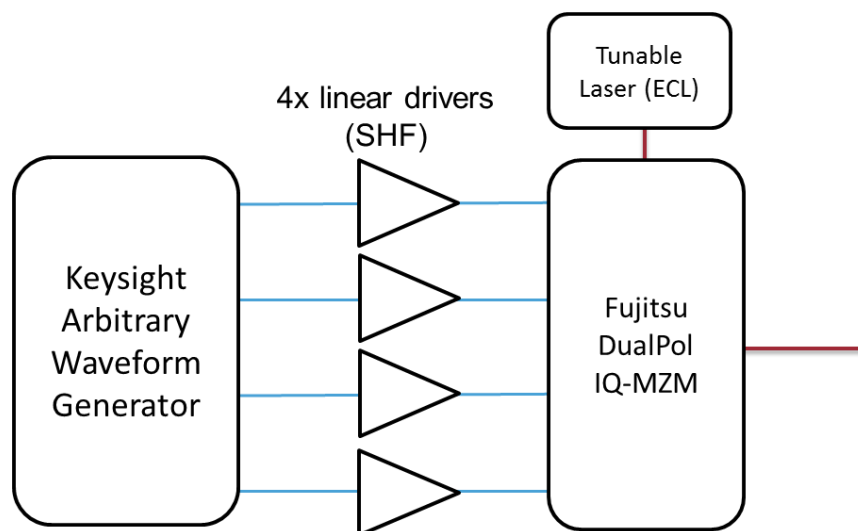 Tunable
Laser (ECL)
4x linear drivers
(SHF)
Keysight
Arbitrary
Waveform
Generator
Fujitsu
DualPol
IQ-MZM